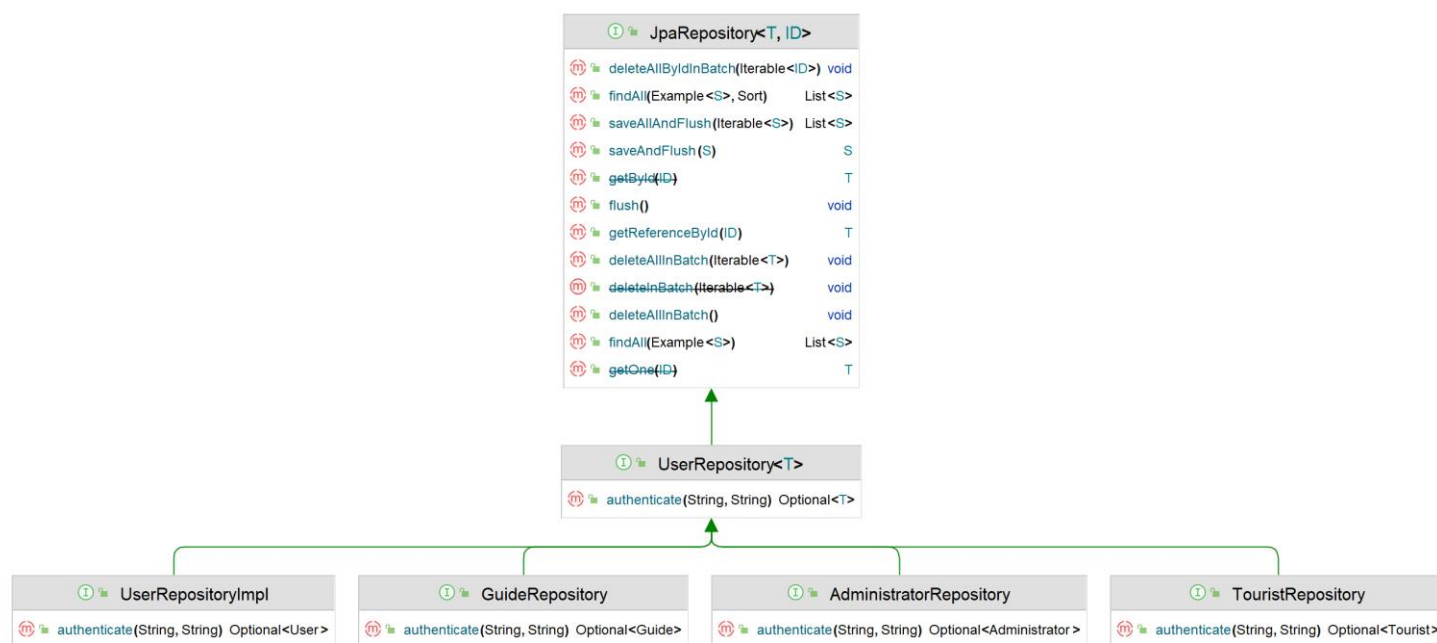 JpaRepository<T, ID>
deleteAllByIdInBatch(Iterable<ID>) void
findAll(Example<S>, Sort) List<S>
saveAllAndFlush(Iterable<S>) List<S>
saveAndFlush(S) S
getById(ID) T
flush() void
getReferenceById(ID) T
deleteAllInBatch(Iterable<T>) void
deleteInBatch(Iterable<T>) void
deleteAllInBatch() void
findAll(Example<S>) List<S>
getOne(ID) T
UserRepository<T>
authenticate(String, String) Optional<T>
UserRepositoryImpl
authenticate(String, String) Optional<User>
GuideRepository
authenticate(String, String) Optional<Guide>
AdministratorRepository
authenticate(String, String) Optional<Administrator>
TouristRepository
authenticate(String, String) Optional<Tourist>